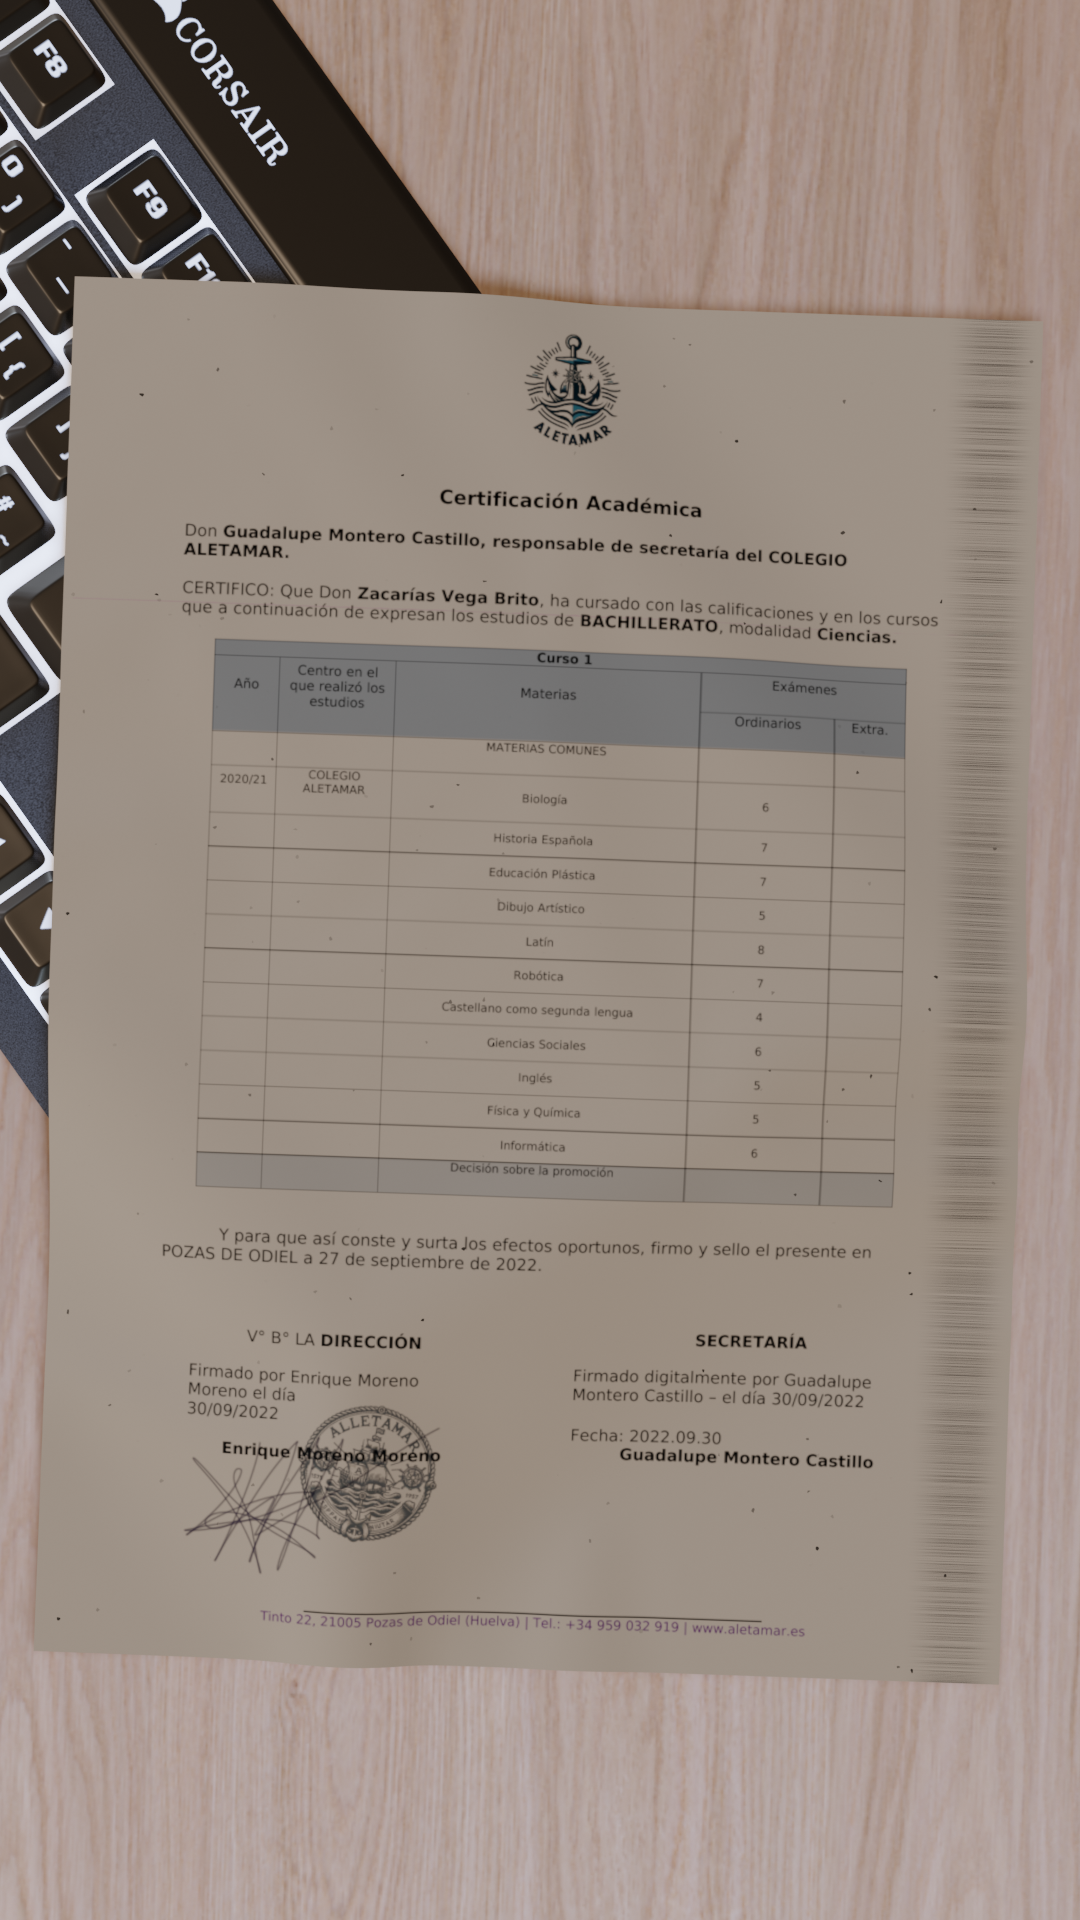 CORSAIR
F8
F9
F10
0
)
-
_
[
{
]
}
#
~
ALETAMAR
Certificación Académica
Don Guadalupe Montero Castillo, responsable de secretaría del COLEGIO
ALETAMAR.
CERTIFICO: Que Don Zacarías Vega Brito, ha cursado con las calificaciones y en los cursos
que a continuación de expresan los estudios de BACHILLERATO, modalidad Ciencias.
Curso 1
Año
Centro en el
que realizó los
estudios
Materias
Exámenes
Ordinarios
Extra.
MATERIAS COMUNES
2020/21
COLEGIO
ALETAMAR
Biología 6
Historia Española 7
Educación Plástica 7
Dibujo Artístico 5
Latín 8
Robótica 7
Castellano como segunda lengua 4
Giencias Sociales 6
Inglés 5
Física y Química 5
Informática 6
Decisión sobre la promoción
Y para que así conste y surta los efectos oportunos, firmo y sello el presente en
POZAS DE ODIEL a 27 de septiembre de 2022.
V° B° LA DIRECCIÓN
Firmado por Enrique Moreno
Moreno el día
30/09/2022
Enrique Moreno Moreno
ALLETAMAR
SECRETARÍA
Firmado digitalmente por Guadalupe
Montero Castillo – el día 30/09/2022
Fecha: 2022.09.30
Guadalupe Montero Castillo
Tinto 22, 21005 Pozas de Odiel (Huelva) | Tel.: +34 959 032 919 | www.aletamar.es